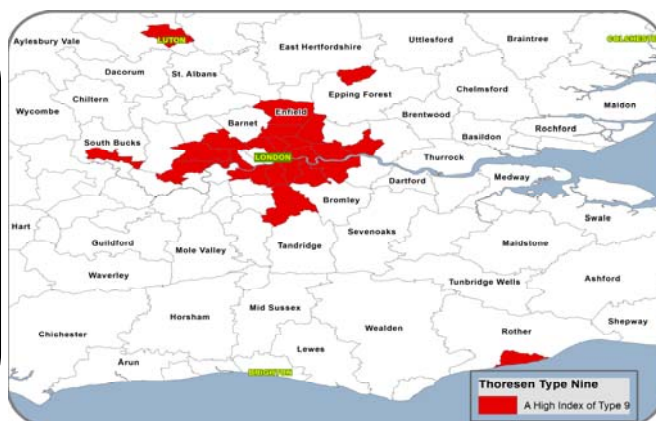 Aylesbury Vale
LUTON
East Hertfordshire
Uttlesford
Braintree
COLCHESTE
Dacorum
St. Albans
Chelmsford
Wycombe
Chiltern
Epping Forest
Maldon
Enfield
Barnet
Brentwood
South Bucks
Basildon
Rochford
LONDON
Thurrock
Dartford
Medway
Bromley
Swale
Hart
Sevenoaks
Guildford
Mole Valley
Tandridge
Maidstone
Waverley
Ashford
Tunbridge Wells
Mid Sussex
Horsham
Shepway
Chichester
Wealden
Rother
Arun
Lewes
BRIGHTON
Thoresen Type Nine
A High Index of Type 9